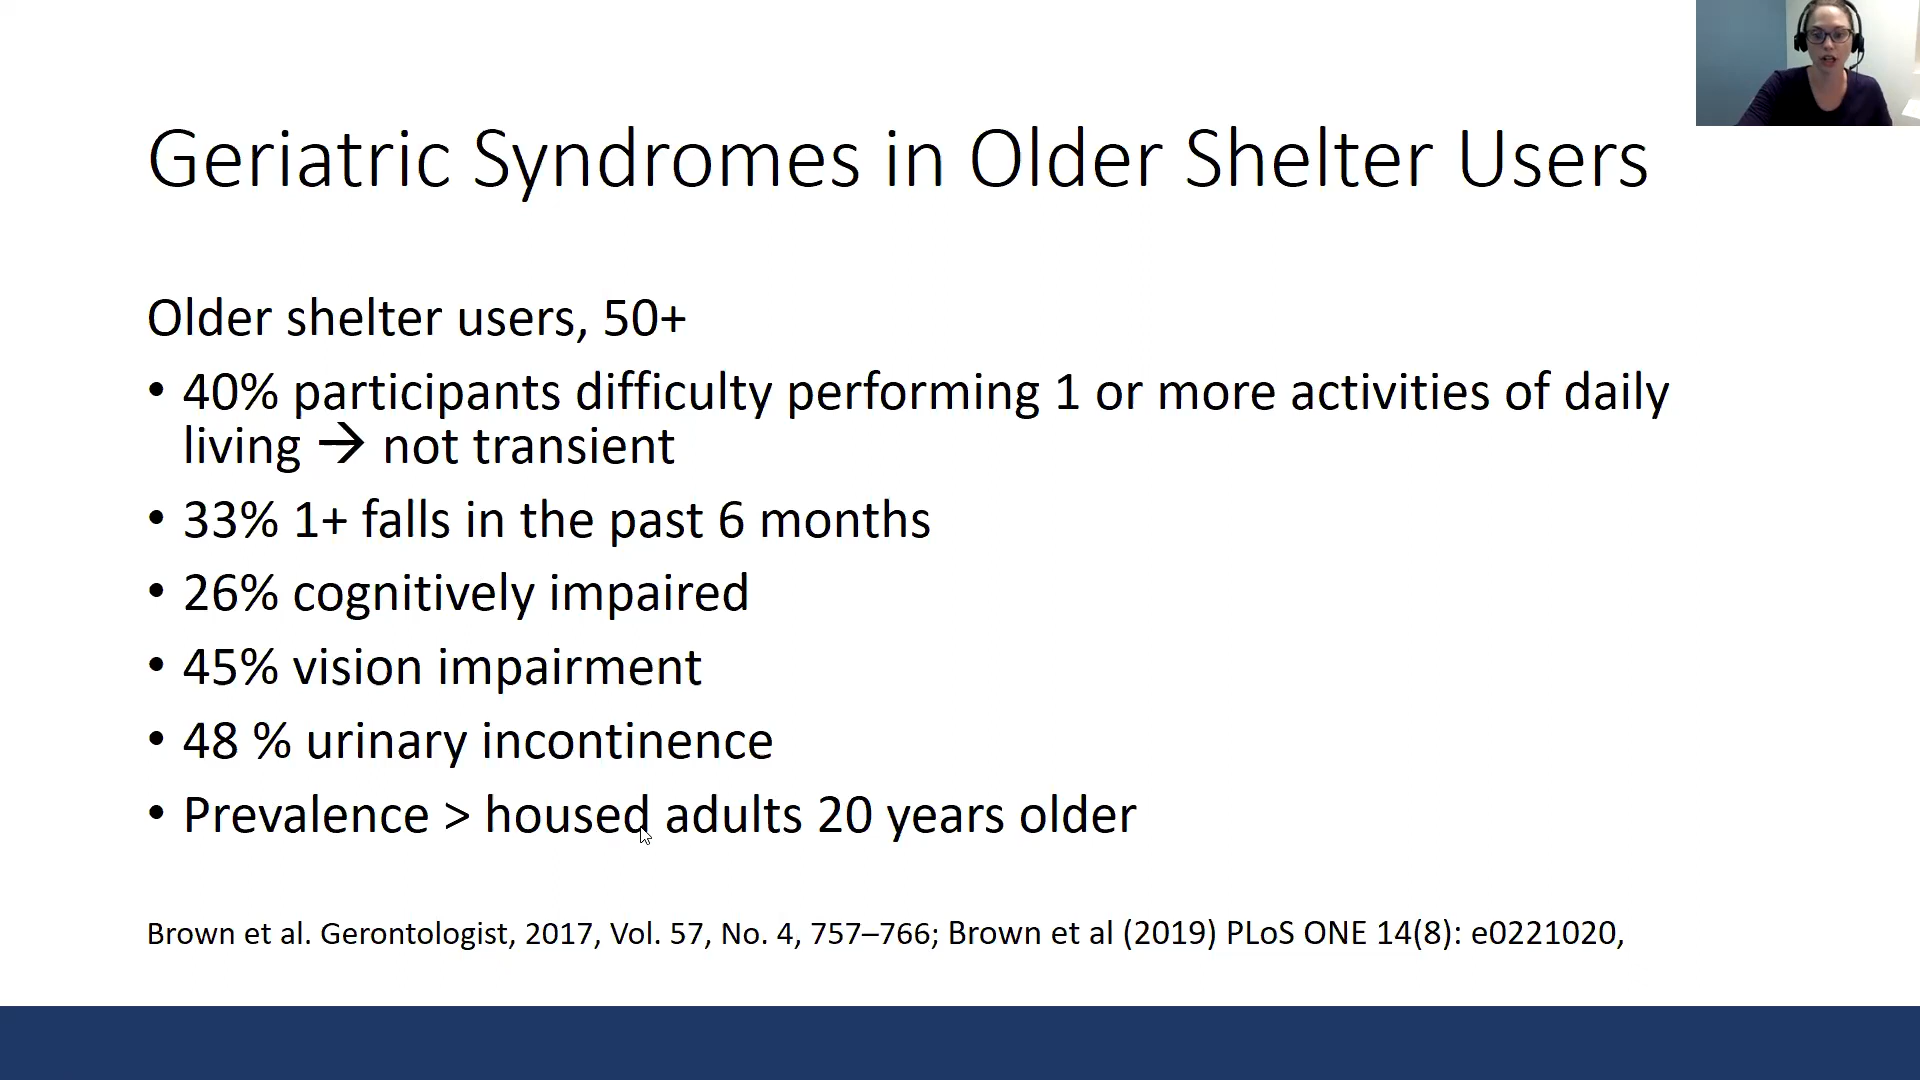 Geriatric Syndromes in Older Shelter Users
Older shelter users, 50+
• 40% participants difficulty performing 1 or more activities of daily
living → not transient
• 33% 1+ falls in the past 6 months
• 26% cognitively impaired
• 45% vision impairment
• 48 % urinary incontinence
• Prevalence > housed adults 20 years older
Brown et al. Gerontologist, 2017, Vol. 57, No. 4, 757–766; Brown et al (2019) PLoS ONE 14(8): e0221020,